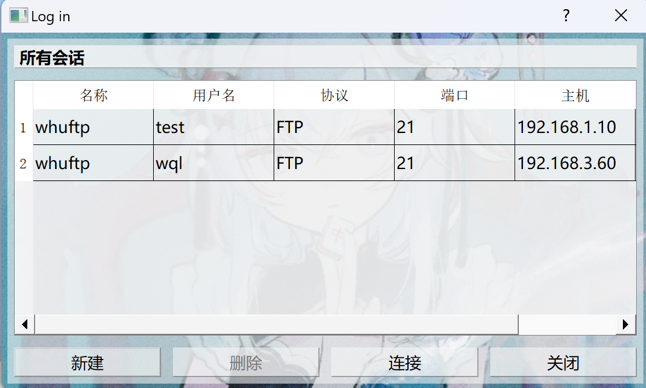 Log in
所有会话
名称 用户名 协议 端口 主机
1 whuftp test FTP 21 192.168.1.10
2 whuftp wql FTP 21 192.168.3.60
新建 删除 连接 关闭